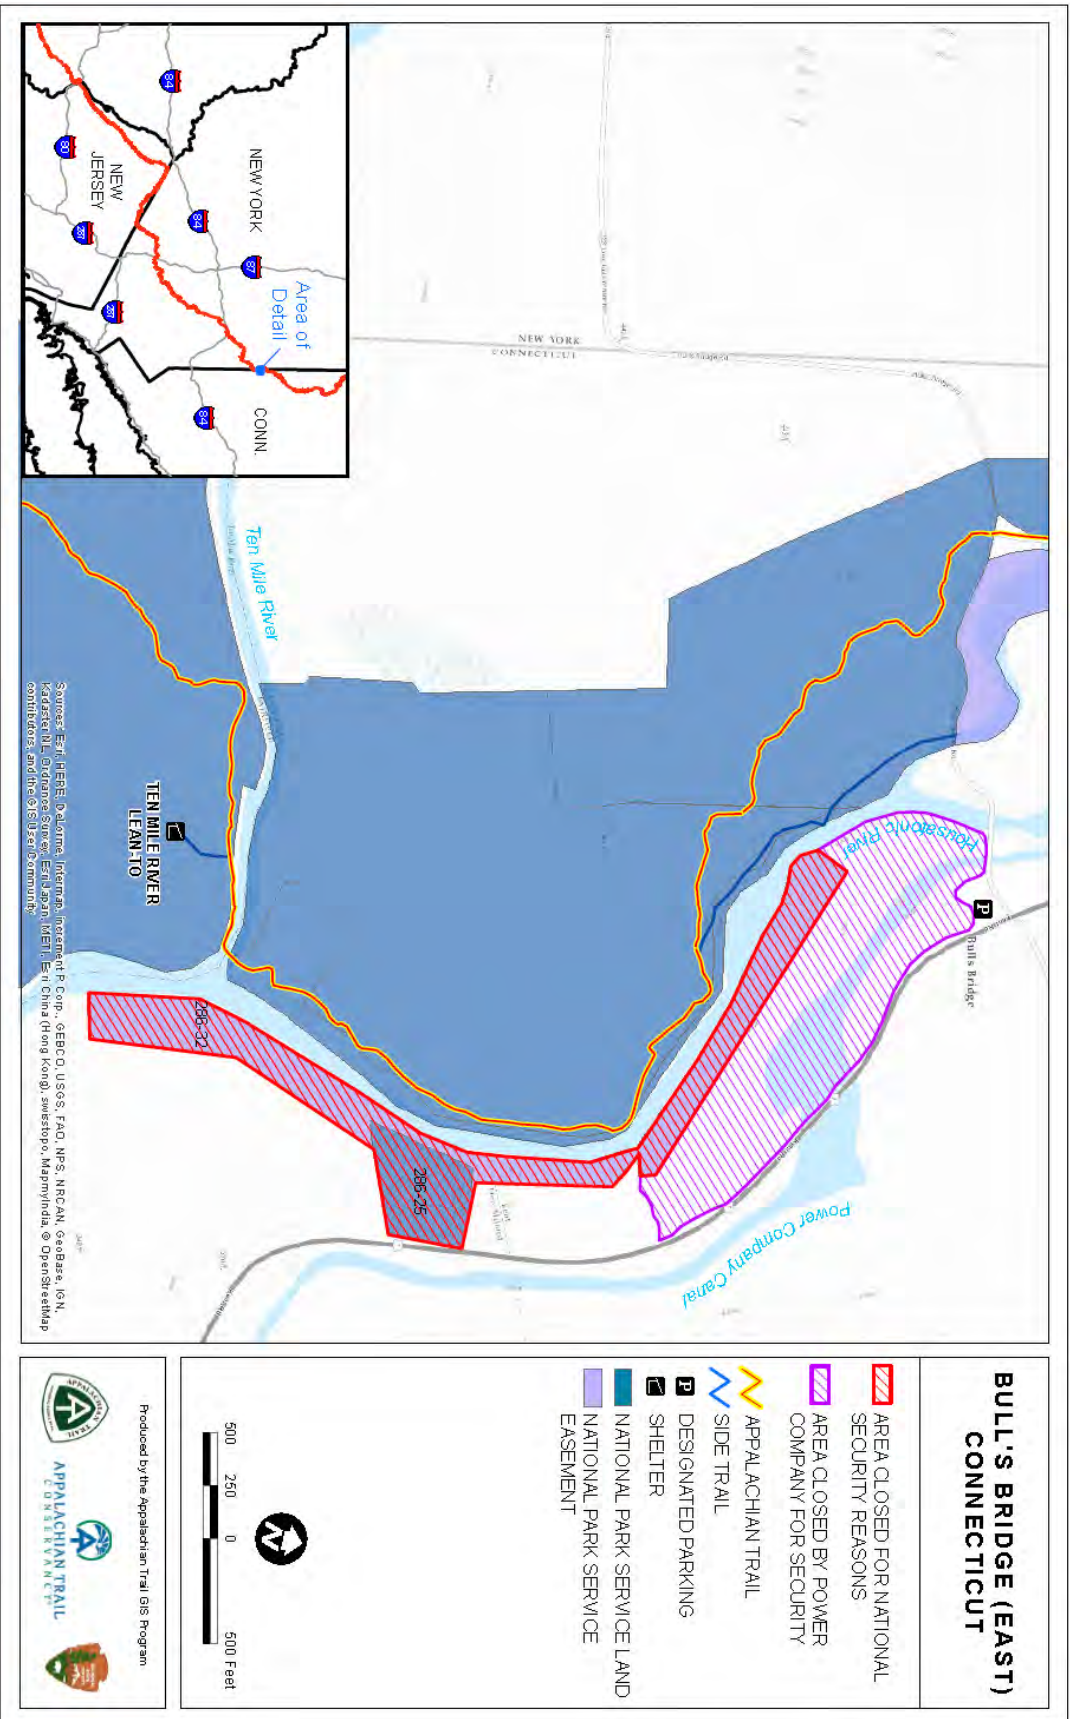 BULL'S BRIDGE (EAST)
CONNECTICUT
AREA CLOSED FOR NATIONAL
SECURITY REASONS
AREA CLOSED BY POWER
COMPANY FOR SECURITY
APPALACHIAN TRAIL
SIDE TRAIL
P DESIGNATED PARKING
SHELTER
NATIONAL PARK SERVICE LAND
NATIONAL PARK SERVICE
EASEMENT
N
500 250 0 500 Feet
Produced by the Appalachian Trail GIS Program
APPALACHIAN TRAIL
APPALACHIAN TRAIL
CONSERVANCY
NEW YORK
CONNECTICUT
Ten Mile River
Housatonic River
P
Bulls Bridge
Power Company Canal
286-32
286-25
TEN MILE RIVER
LEAN-TO
84
80
NEW
JERSEY
NEW YORK
84
87
287
287
Area of
Detail
84
CONN.
Sources: Esri, HERE, DeLorme, Intermap, increment P Corp., GEBCO, USGS, FAO, NPS, NRCAN, GeoBase, IGN,
Kadaster NL, Ordnance Survey, Esri Japan, METI, Esri China (Hong Kong), swisstopo, MapmyIndia, © OpenStreetMap
contributors, and the GIS User Community